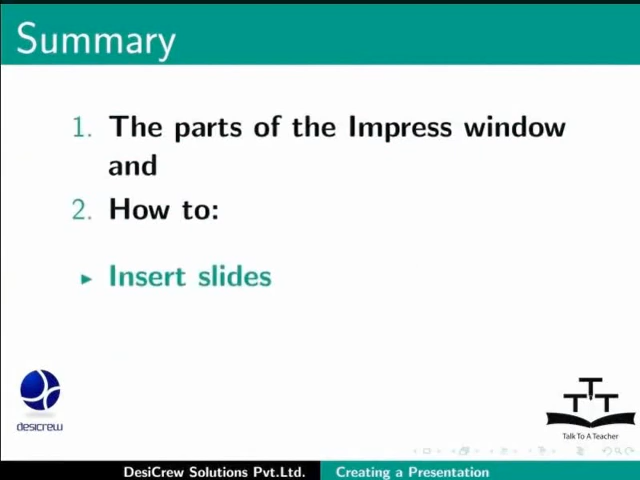 Summary
1. The parts of the Impress window
and
2. How to:
▶ Insert slides
desicrew
TTT
Talk To A Teacher
DesiCrew Solutions Pvt.Ltd. Creating a Presentation